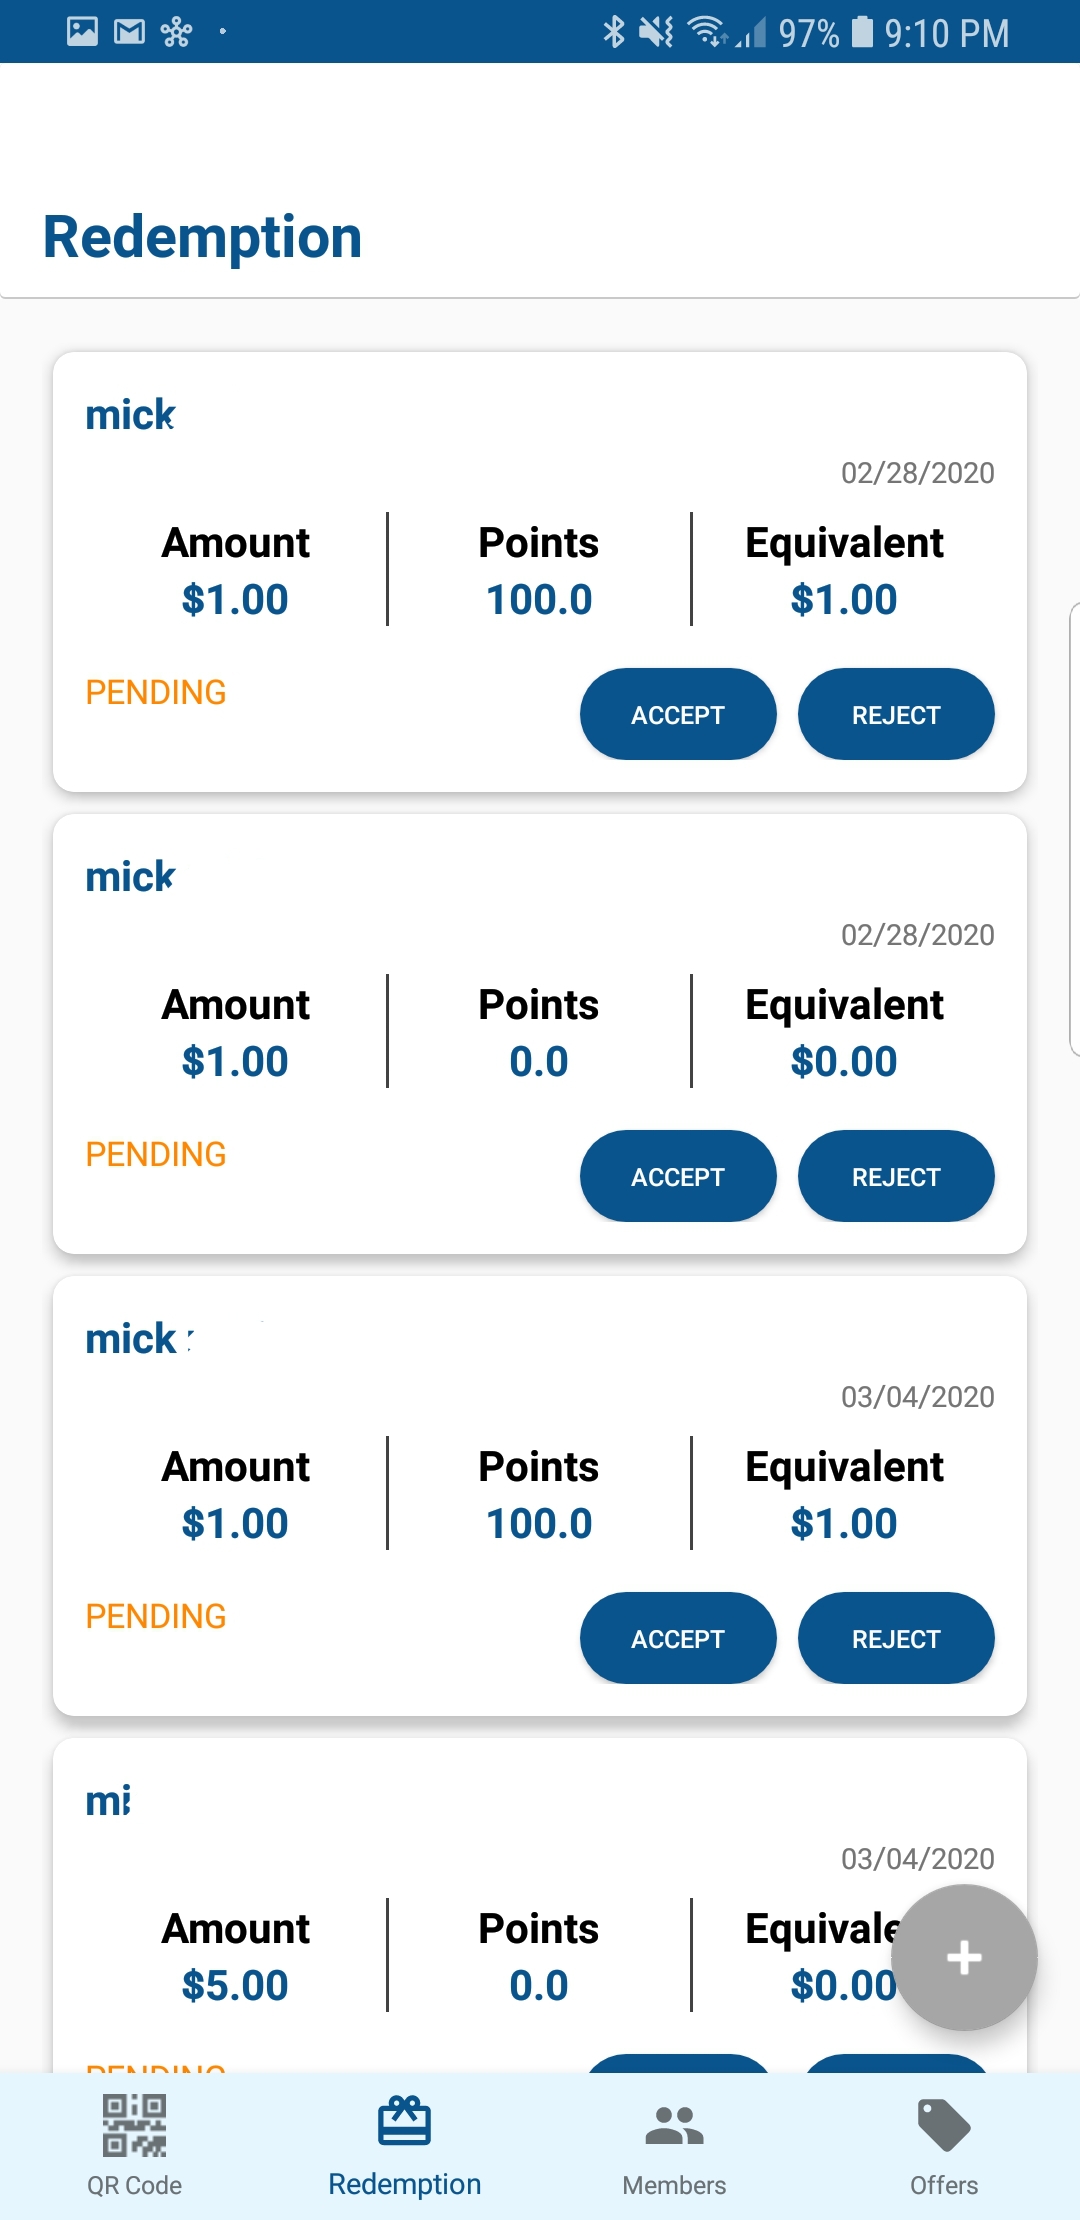 97% 9:10 PM
Redemption
mick
02/28/2020
Amount Points Equivalent
$1.00 100.0 $1.00
PENDING ACCEPT REJECT
mick
02/28/2020
Amount Points Equivalent
$1.00 0.0 $0.00
PENDING ACCEPT REJECT
mick
03/04/2020
Amount Points Equivalent
$1.00 100.0 $1.00
PENDING ACCEPT REJECT
03/04/2020
Amount Points Equivale
$5.00 0.0 $0.00
PENDING
QR Code Redemption Members Offers